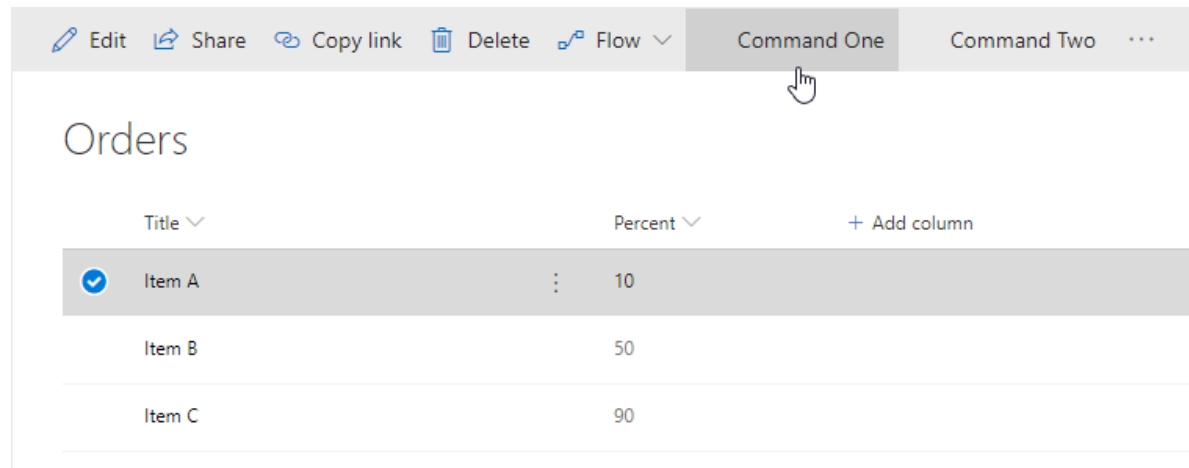 Edit Share Copy link Delete Flow Command One Command Two ...
Orders
Title Percent + Add column
Item A 10
Item B 50
Item C 90